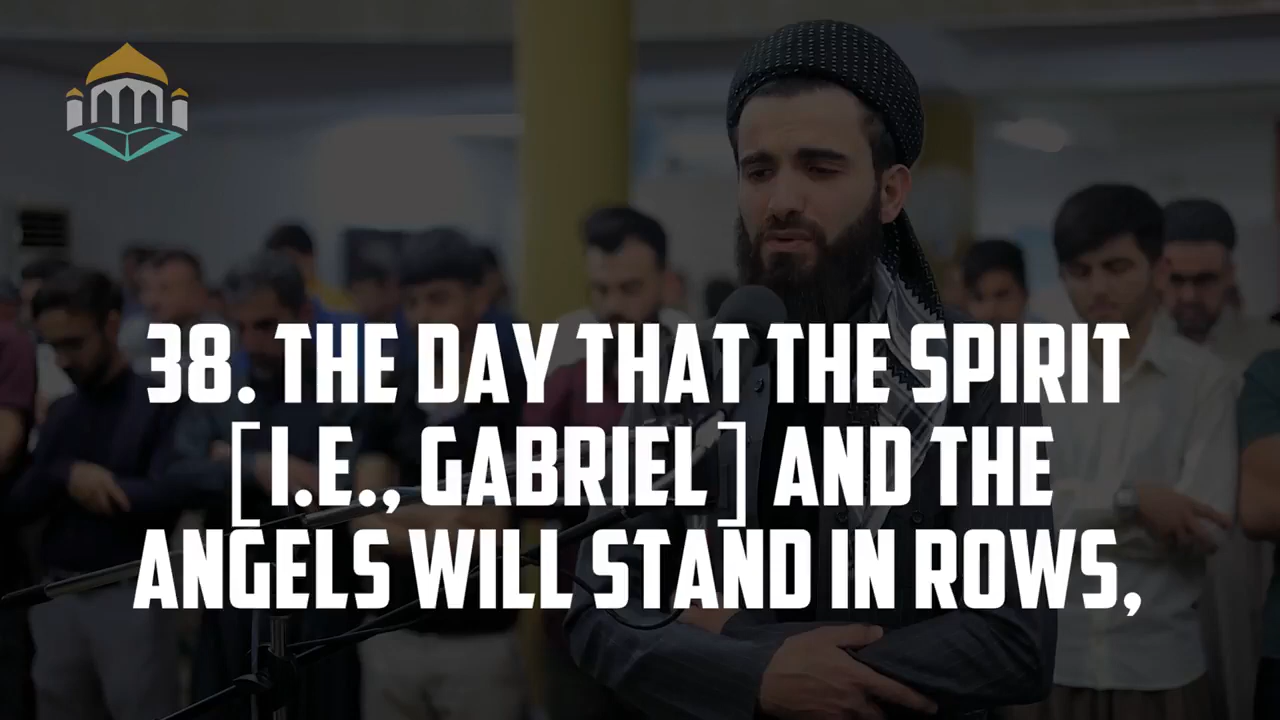 38. THE DAY THAT THE SPIRIT
[I.E., GABRIEL] AND THE
ANGELS WILL STAND IN ROWS,